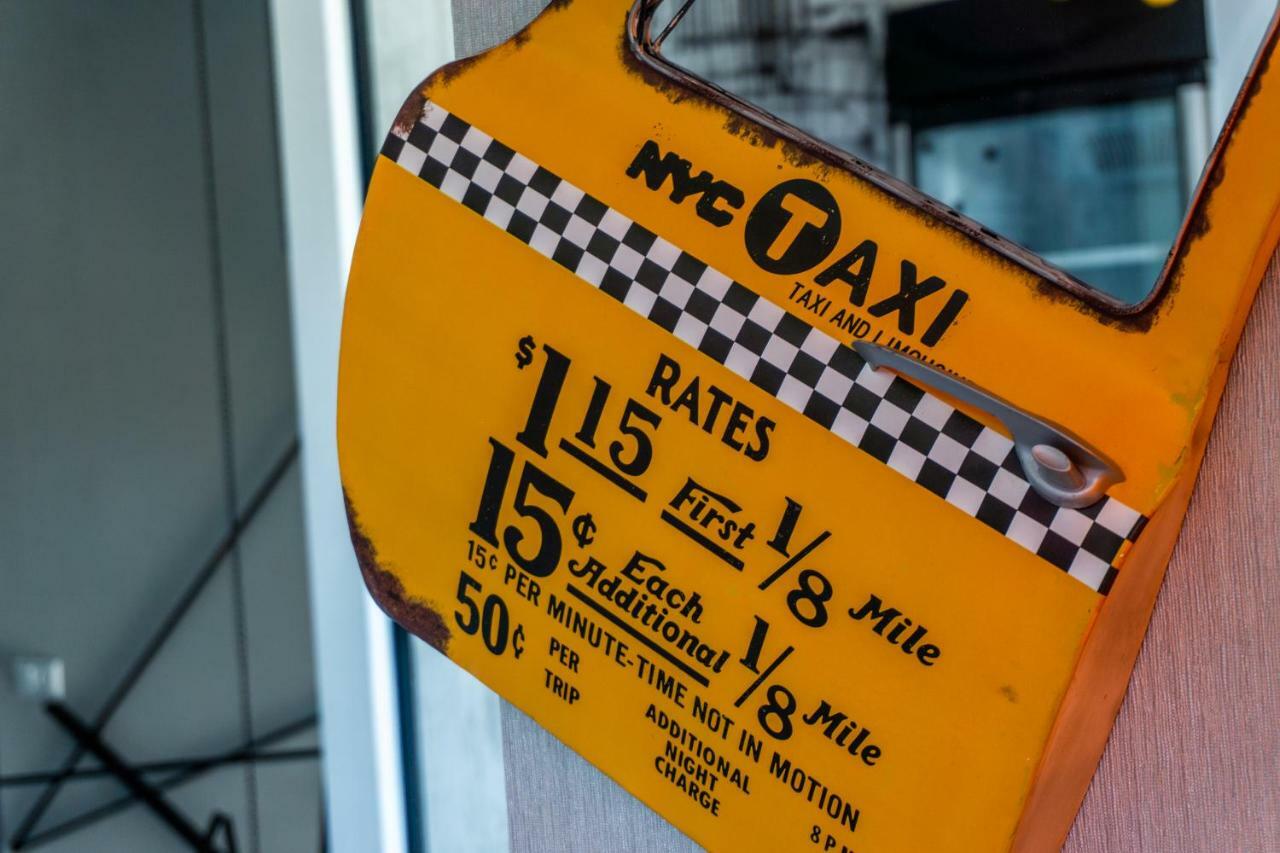 NYC TAXI
TAXI AND
RATES
$1 15 First 1/8 Mile
15¢ Each Additional 1/8 Mile
15¢ PER MINUTE-TIME NOT IN MOTION
50¢ PER TRIP
ADDITIONAL
NIGHT
CHARGE
8 P